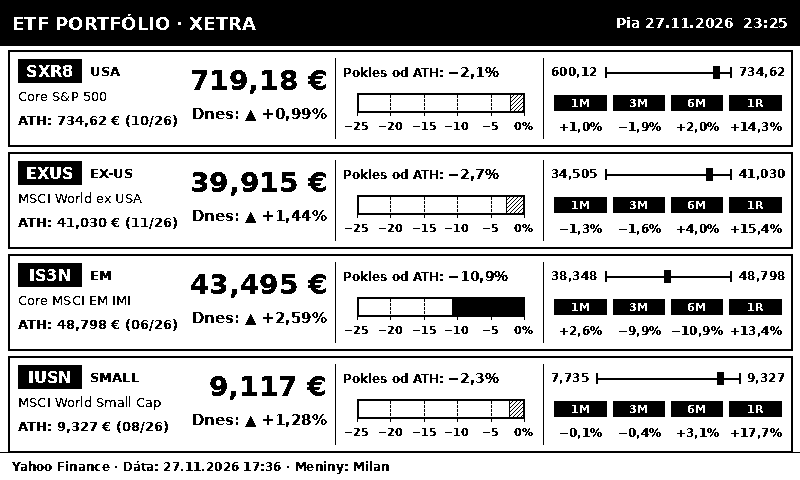 ETF PORTFÓLIO · XETRA
Pia 27.11.2026 23:25
SXR8 USA
Core S&P 500
ATH: 734,62 € (10/26)
719,18 €
Dnes: ▲ +0,99%
Pokles od ATH: −2,1%
−25 −20 −15 −10 −5 0%
600,12 734,62
1M 3M 6M 1R
+1,0% −1,9% +2,0% +14,3%
EXUS EX-US
MSCI World ex USA
ATH: 41,030 € (11/26)
39,915 €
Dnes: ▲ +1,44%
Pokles od ATH: −2,7%
−25 −20 −15 −10 −5 0%
34,505 41,030
1M 3M 6M 1R
−1,3% −1,6% +4,0% +15,4%
IS3N EM
Core MSCI EM IMI
ATH: 48,798 € (06/26)
43,495 €
Dnes: ▲ +2,59%
Pokles od ATH: −10,9%
−25 −20 −15 −10 −5 0%
38,348 48,798
1M 3M 6M 1R
+2,6% −9,9% −10,9% +13,4%
IUSN SMALL
MSCI World Small Cap
ATH: 9,327 € (08/26)
9,117 €
Dnes: ▲ +1,28%
Pokles od ATH: −2,3%
−25 −20 −15 −10 −5 0%
7,735 9,327
1M 3M 6M 1R
−0,1% −0,4% +3,1% +17,7%
Yahoo Finance · Dáta: 27.11.2026 17:36 · Meniny: Milan